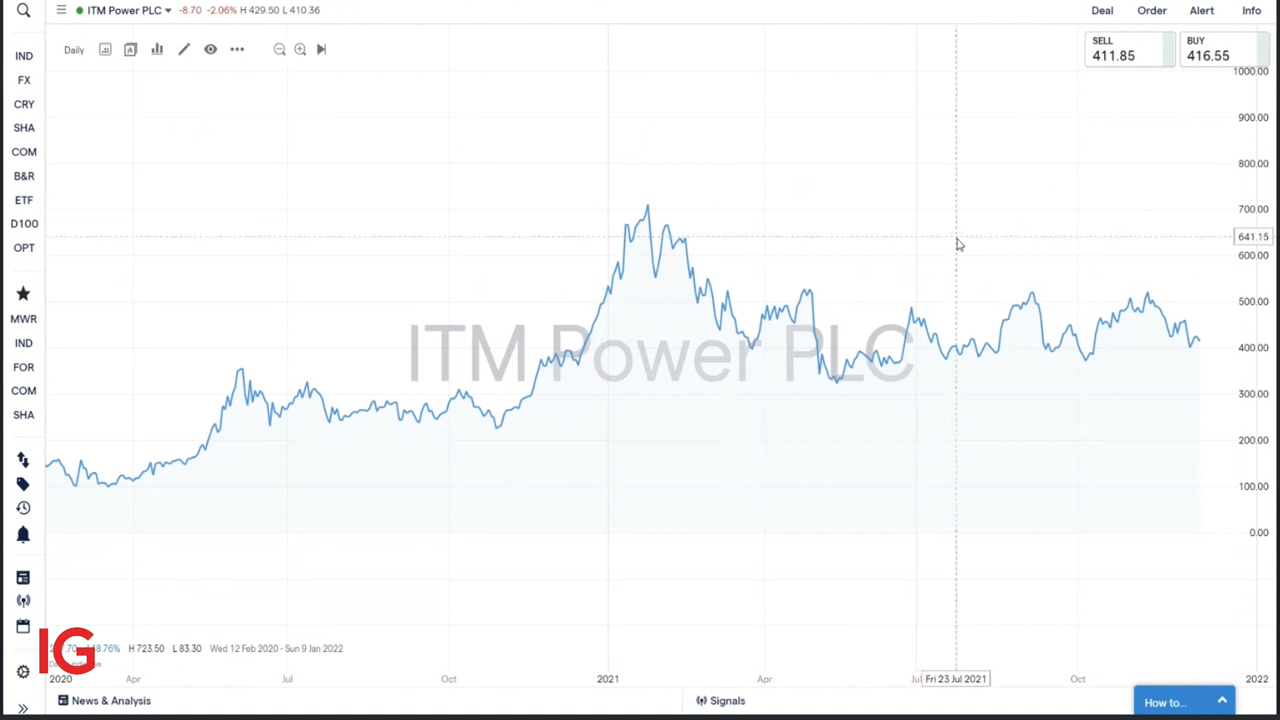 ITM Power PLC -8.70 -2.06% H 429.50 L 410.36
Deal Order Alert Info
Daily
SELL
411.85
BUY
416.55
IND
FX
CRY
SHA
COM
B&R
ETF
D100
OPT
MWR
IND
FOR
COM
SHA
1000.00
900.00
800.00
700.00
641.15
600.00
500.00
400.00
300.00
200.00
100.00
0.00
ITM Power PLC
IG
H 723.50 L 83.30 Wed 12 Feb 2020 - Sun 9 Jan 2022
2020 Apr Jul Oct 2021 Apr Jul Fri 23 Jul 2021 Oct 2022
News & Analysis
Signals
How to...